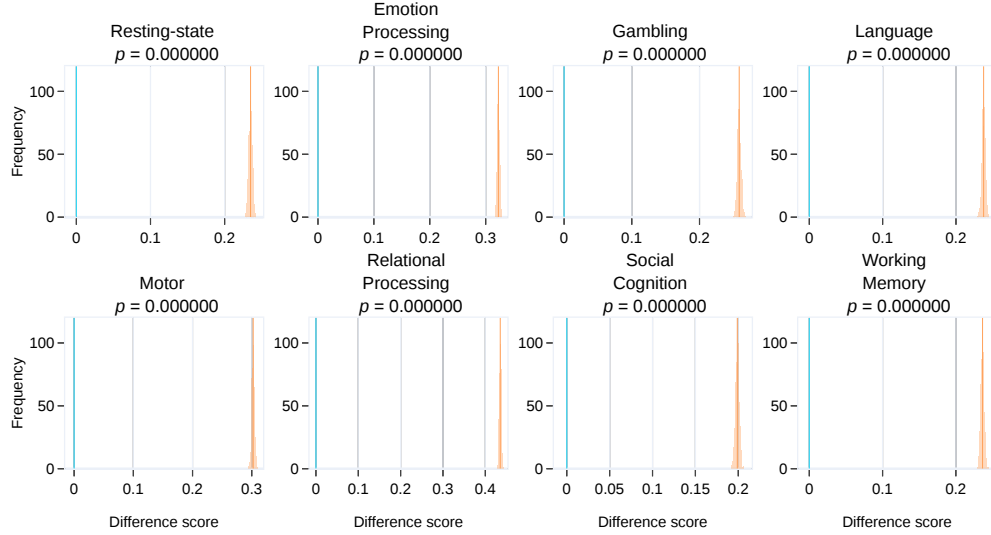 Emotion
Resting-state Processing Gambling Language
p = 0.000000 p = 0.000000 p = 0.000000 p = 0.000000
Frequency
100 100 100 100
50 50 50 50
0 0 0 0
0 0.1 0.2 0 0.1 0.2 0.3 0 0.1 0.2 0 0.1 0.2
Relational Social Working
Motor Processing Cognition Memory
p = 0.000000 p = 0.000000 p = 0.000000 p = 0.000000
Frequency
100 100 100 100
50 50 50 50
0 0 0 0
0 0.1 0.2 0.3 0 0.1 0.2 0.3 0.4 0 0.05 0.1 0.15 0.2 0 0.1 0.2
Difference score Difference score Difference score Difference score